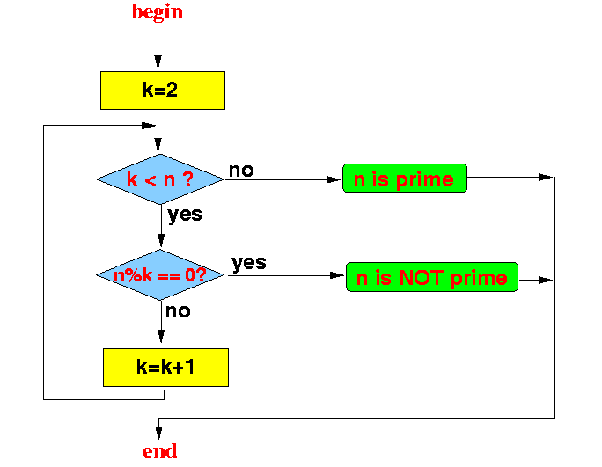 begin
k=2
k < n ?
no
n is prime
yes
n%k == 0?
yes
n is NOT prime
no
k=k+1
end